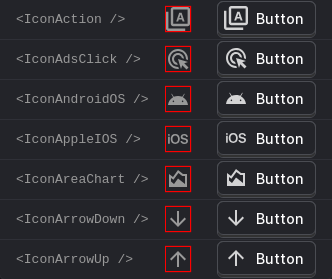 <IconAction /> A A Button
<IconAdsClick /> Button
<IconAndroidOS /> Button
<IconAppleIOS /> iOS iOS Button
<IconAreaChart /> Button
<IconArrowDown /> Button
<IconArrowUp /> Button